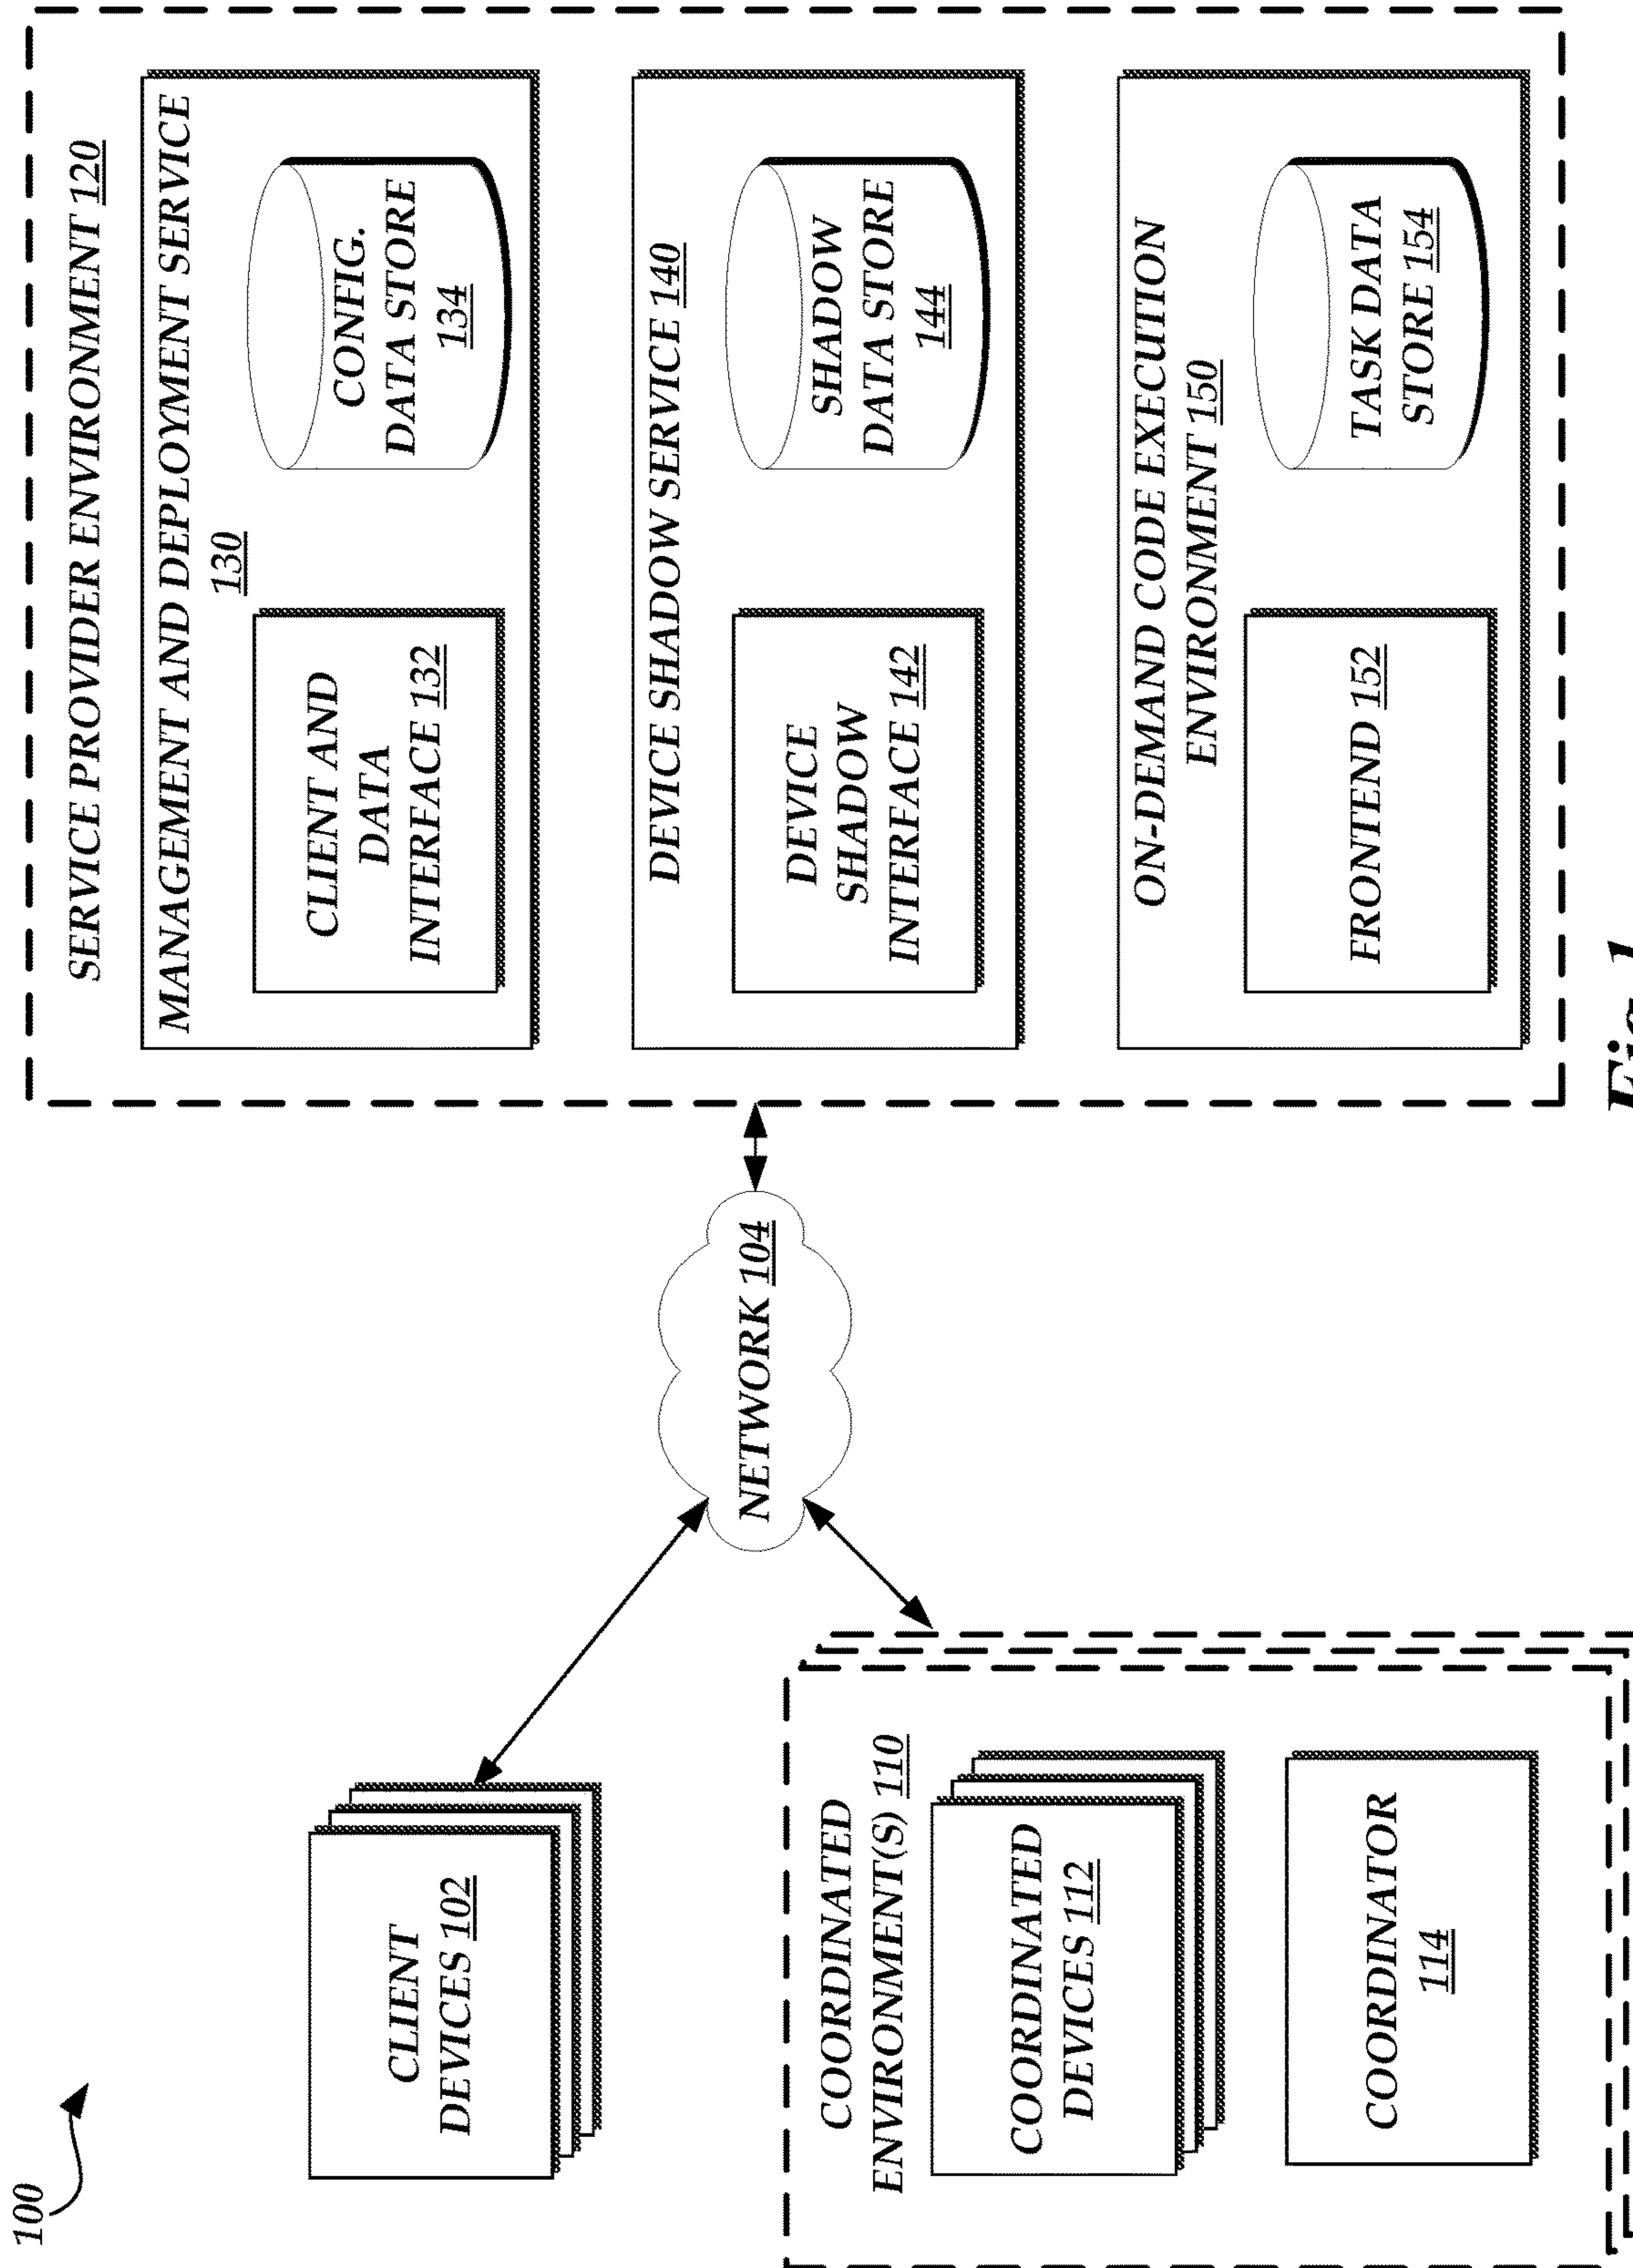 100
CLIENT
DEVICES 102
COORDINATED
ENVIRONMENT(S) 110
COORDINATED
DEVICES 112
COORDINATOR
114
NETWORK 104
SERVICE PROVIDER ENVIRONMENT 120
MANAGEMENT AND DEPLOYMENT SERVICE
130
CLIENT AND
DATA
INTERFACE 132
CONFIG.
DATA STORE
134
DEVICE SHADOW SERVICE 140
DEVICE
SHADOW
INTERFACE 142
SHADOW
DATA STORE
144
ON-DEMAND CODE EXECUTION
ENVIRONMENT 150
FRONTEND 152
TASK DATA
STORE 154
Fig. 1